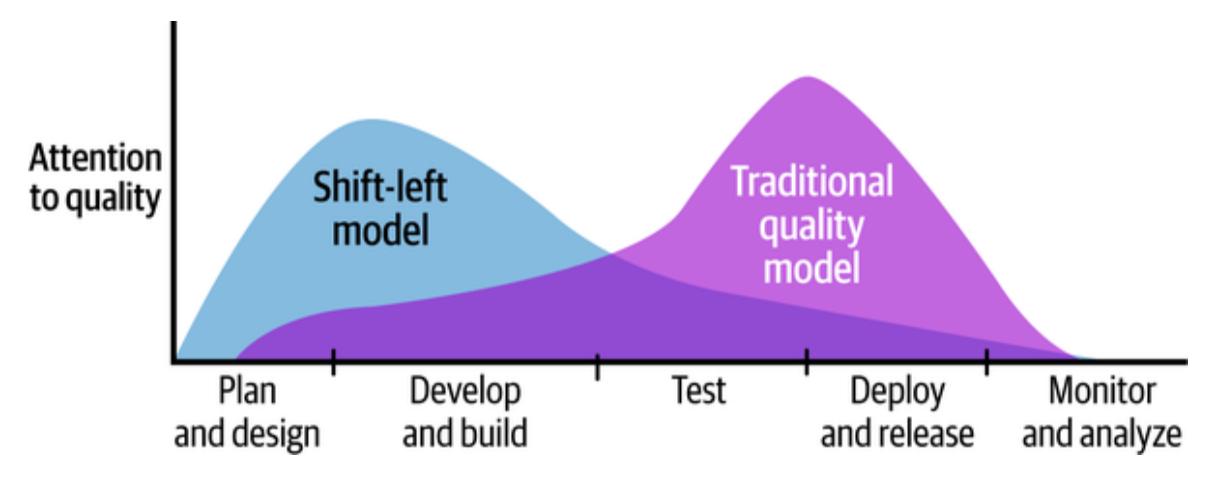 Attention
to quality
Shift-left
model
Traditional
quality
model
Plan
and design
Develop
and build
Test
Deploy
and release
Monitor
and analyze